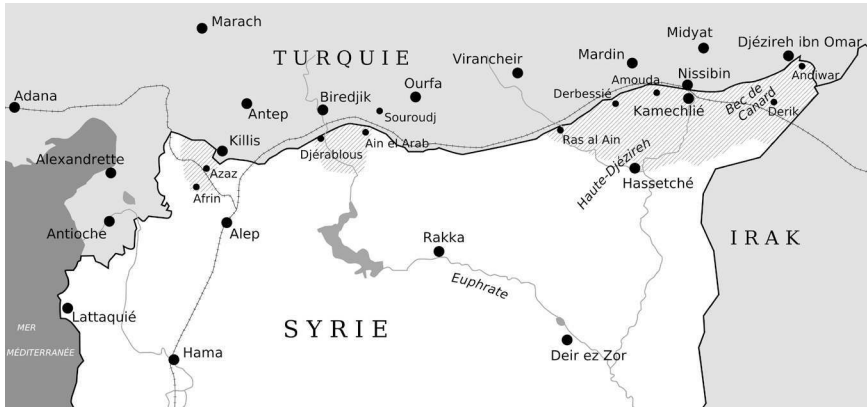 Marach
Midyat
TURQUIE
Djézireh ibn Omar
Mardin
Virancheir
Andiwar
Nissibin
Amouda
Adana
Ourfa
Derbessié
Antep
Biredjik
Souroudj
Kamechlié
Bec de
Canard
Derik
Killis
Ain el Arab
Ras al Ain
Djérablous
Alexandrette
Azaz
Haute-Djézireh
Hassetché
Afrin
Antioche
Alep
Rakka
IRAK
Euphrate
Lattaquié
SYRIE
MER
MÉDITERRANÉE
Hama
Deir ez Zor